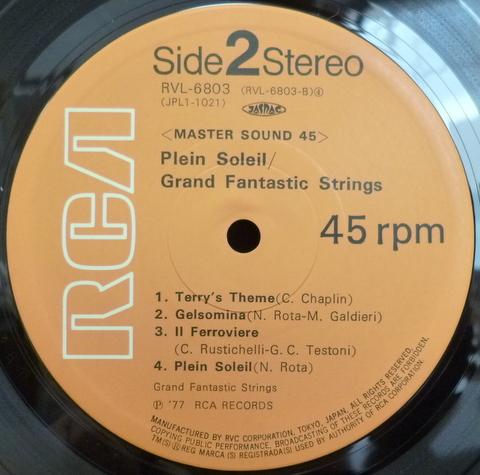 Side 2 Stereo
RVL-6803 (RVL-6803-B)④
(JPL1-1021) JASRAC
<MASTER SOUND 45>
Plein Soleil/
Grand Fantastic Strings
RCA
45 rpm
1. Terry's Theme(C. Chaplin)
2. Gelsomina(N. Rota-M. Galdieri)
3. Il Ferroviere
(C. Rustichelli-G. C. Testoni)
4. Plein Soleil(N. Rota)
Grand Fantastic Strings
℗ '77 RCA RECORDS
MANUFACTURED BY RVC CORPORATION, TOKYO, JAPAN. ALL RIGHTS RESERVED.
COPYING PUBLIC PERFORMANCE, BROADCASTING OF THESE RECORDS ARE FORBIDDEN.
TM(S) ® REG MARCA(S) REGISTRADA(S) USED BY AUTHORITY OF RCA CORPORATION.